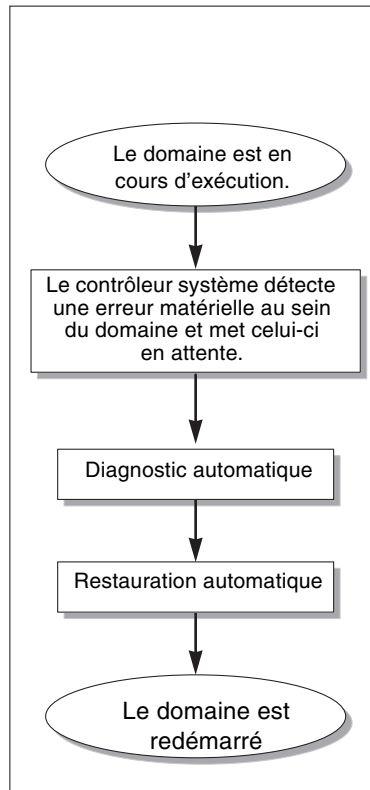 Le domaine est en
cours d'exécution.
Le contrôleur système détecte
une erreur matérielle au sein
du domaine et met celui-ci
en attente.
Diagnostic automatique
Restauration automatique
Le domaine est
redémarré